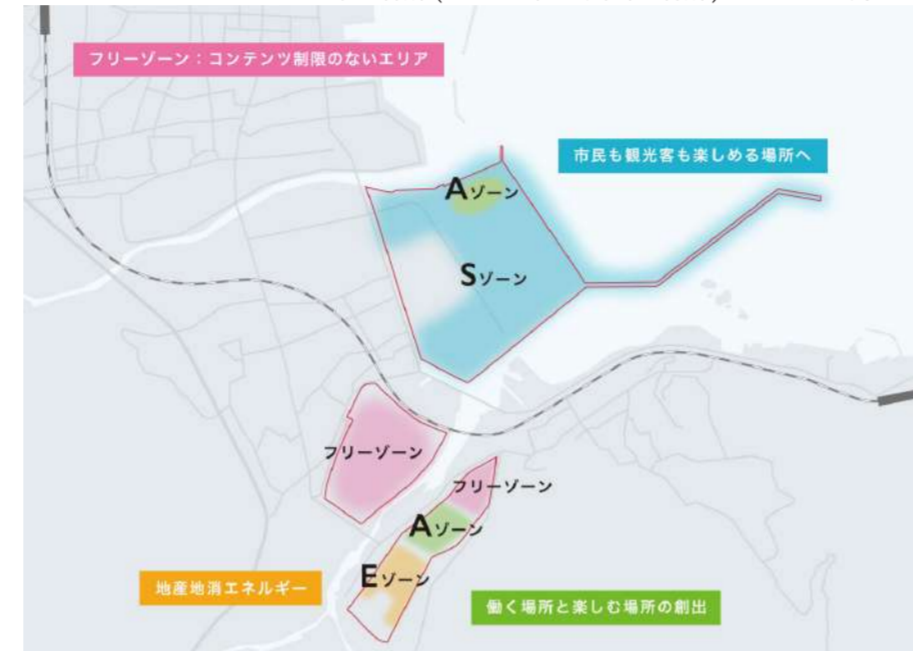 フリーゾーン：コンテンツ制限のないエリア
市民も観光客も楽しめる場所へ
Aゾーン
Sゾーン
フリーゾーン
フリーゾーン
Aゾーン
Eゾーン
地産地消エネルギー
働く場所と楽しむ場所の創出